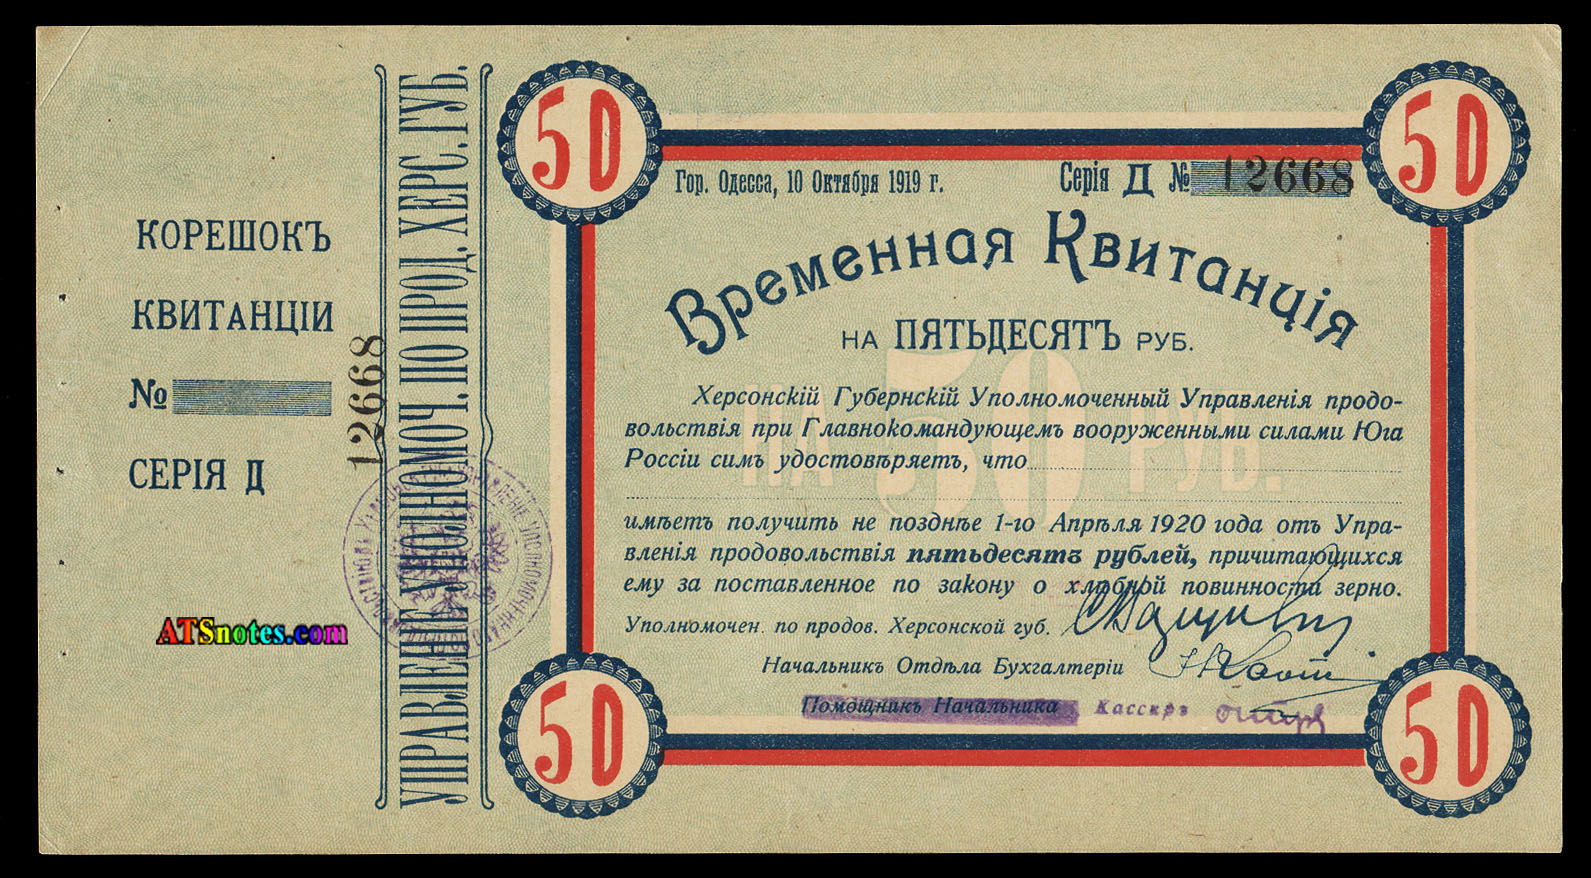 КОРЕШОКЪ
КВИТАНЦІИ
№
СЕРІЯ Д
12668
УПРАВЛЕНІЕ УПОЛНОМОЧ. ПО ПРОД. ХЕРС. ГУБ.
ATSnotes.com
50
50
Гор. Одесса, 10 Октября 1919 г.
Серія Д № 12668
Временная Квитанція
НА ПЯТЬДЕСЯТЪ РУБ.
НА 50 РУБ.
Херсонскій Губернскій Уполномоченный Управленія продо-
вольствія при Главнокомандующемъ вооруженными силами Юга
Россіи симъ удостовѣряетъ, что
имѣетъ получить не позднѣе 1-го Апрѣля 1920 года отъ Упра-
вленія продовольствія пятьдесятъ рублей, причитающихся
ему за поставленное по закону о хлѣбной повинности зерно.
Уполномочен. по продов. Херсонской губ.
Начальникъ Отдѣла Бухгалтеріи
Помощникъ Начальника Кассиръ
50
50